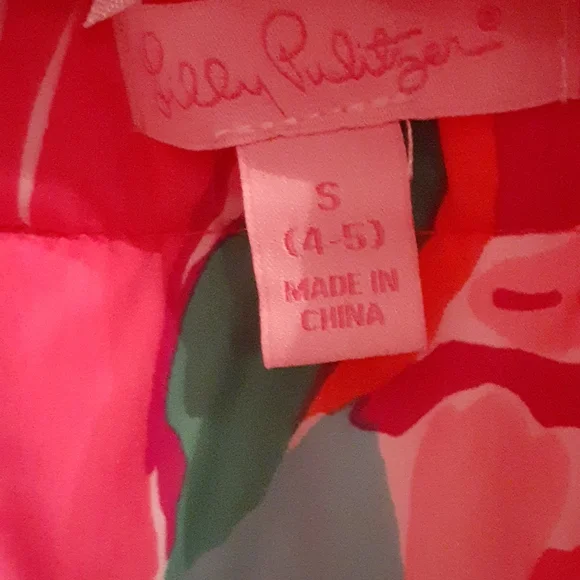 Lilly Pulitzer®
S
(4-5)
MADE IN
CHINA